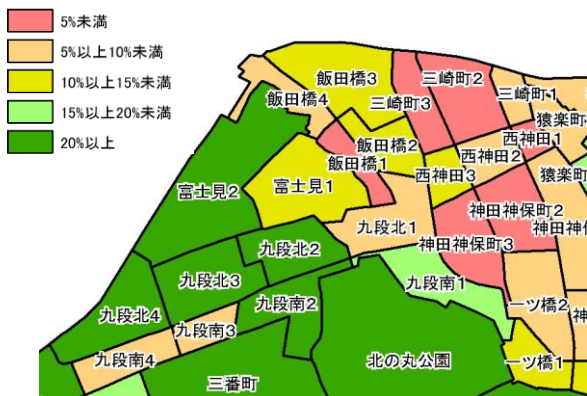 5%未満
5%以上10%未満
10%以上15%未満
15%以上20%未満
20%以上
飯田橋3
三崎町2
飯田橋4
三崎町3
三崎町1
猿楽町
西神田1
飯田橋2
飯田橋1
西神田2
西神田3
猿楽町
富士見2
富士見1
神田神保町2
九段北1
神田神保
神田神保町3
九段北2
九段北3
九段南1
九段南2
一ツ橋2
神
九段北4
九段南3
九段南4
北の丸公園
一ツ橋1
三番町